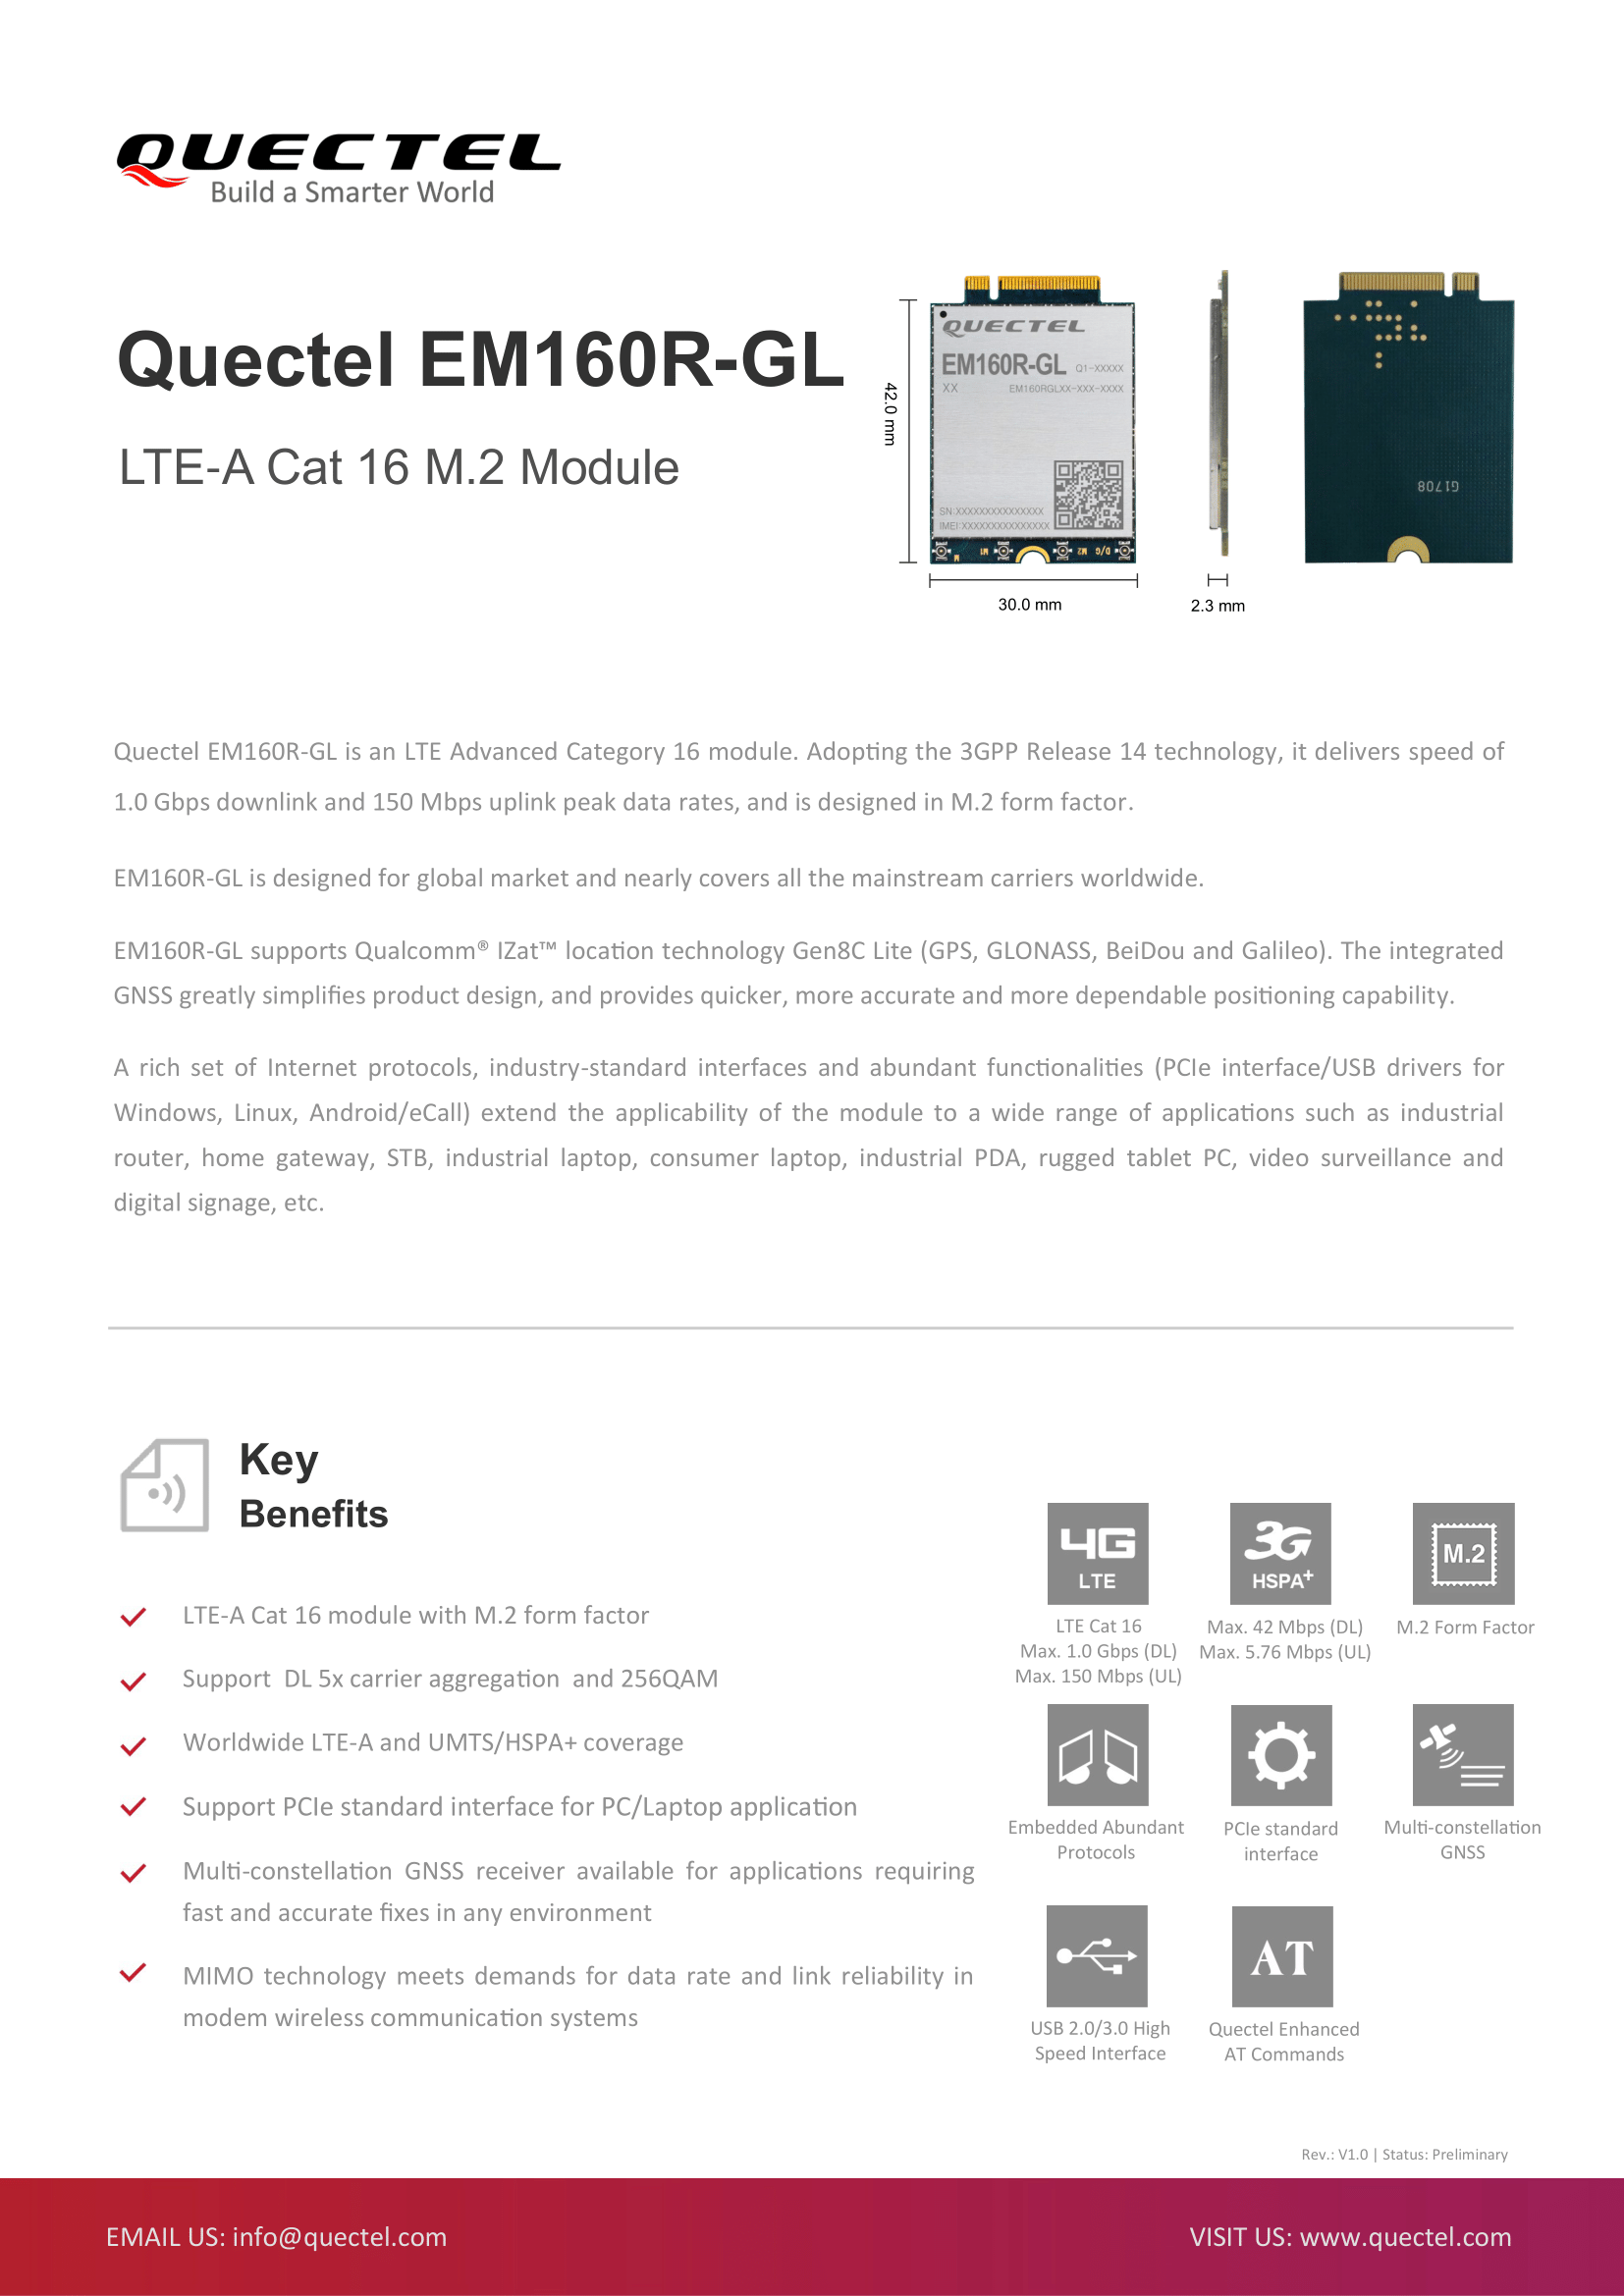 QUECTEL
Build a Smarter World
Quectel EM160R-GL
LTE-A Cat 16 M.2 Module
42.0 mm
QUECTEL
EM160R-GL Q1-XXXXX
XX EM160RGLXX-XXX-XXXX
SN:XXXXXXXXXXXXXXX
IMEI:XXXXXXXXXXXXXXX
M M1 M2 D/G
G1708
30.0 mm
2.3 mm
Quectel EM160R-GL is an LTE Advanced Category 16 module. Adopting the 3GPP Release 14 technology, it delivers speed of
1.0 Gbps downlink and 150 Mbps uplink peak data rates, and is designed in M.2 form factor.
EM160R-GL is designed for global market and nearly covers all the mainstream carriers worldwide.
EM160R-GL supports Qualcomm® IZat™ location technology Gen8C Lite (GPS, GLONASS, BeiDou and Galileo). The integrated
GNSS greatly simplifies product design, and provides quicker, more accurate and more dependable positioning capability.
A rich set of Internet protocols, industry-standard interfaces and abundant functionalities (PCIe interface/USB drivers for
Windows, Linux, Android/eCall) extend the applicability of the module to a wide range of applications such as industrial
router, home gateway, STB, industrial laptop, consumer laptop, industrial PDA, rugged tablet PC, video surveillance and
digital signage, etc.
Key
Benefits
LTE-A Cat 16 module with M.2 form factor
Support DL 5x carrier aggregation and 256QAM
Worldwide LTE-A and UMTS/HSPA+ coverage
Support PCIe standard interface for PC/Laptop application
Multi-constellation GNSS receiver available for applications requiring
fast and accurate fixes in any environment
MIMO technology meets demands for data rate and link reliability in
modem wireless communication systems
4G
LTE
LTE Cat 16
Max. 1.0 Gbps (DL)
Max. 150 Mbps (UL)
3G
HSPA+
Max. 42 Mbps (DL)
Max. 5.76 Mbps (UL)
M.2
M.2 Form Factor
Embedded Abundant
Protocols
PCIe standard
interface
Multi-constellation
GNSS
USB 2.0/3.0 High
Speed Interface
AT
Quectel Enhanced
AT Commands
Rev.: V1.0 | Status: Preliminary
EMAIL US: info@quectel.com
VISIT US: www.quectel.com